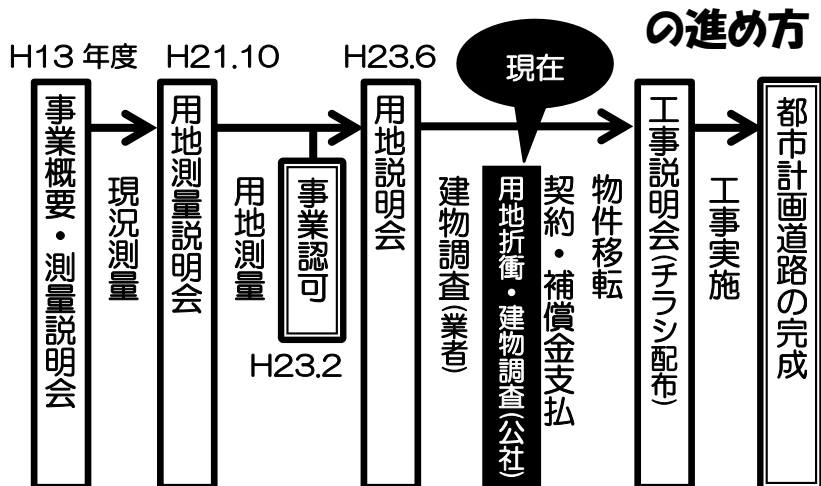 の進め方
H13年度
H21.10
H23.6
現在
事業概要・測量説明会
現況測量
用地測量説明会
用地測量
事業認可
H23.2
用地説明会
建物調査(業者)
用地折衝・建物調査(公社)
契約・補償金支払
物件移転
工事説明会(チラシ配布)
工事実施
都市計画道路の完成